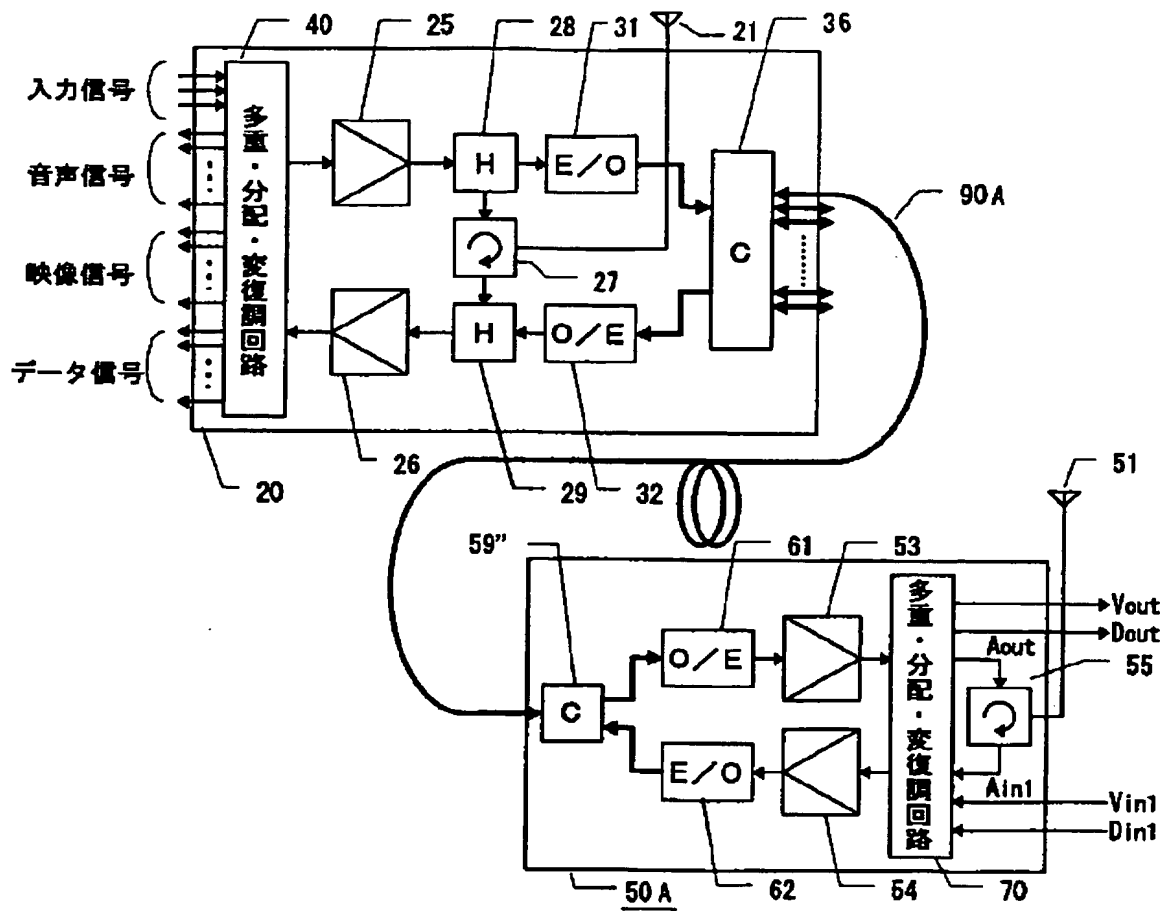 40
25
28
31
21
36
入力信号
音声信号
映像信号
データ信号
多重・分配・変復調回路
H
E/O
C
90A
27
H
O/E
20
26
29
32
51
59"
61
53
多重・分配・変復調回路
Vout
Dout
Aout
55
O/E
C
E/O
Ain1
Vin1
Din1
50A
62
54
70